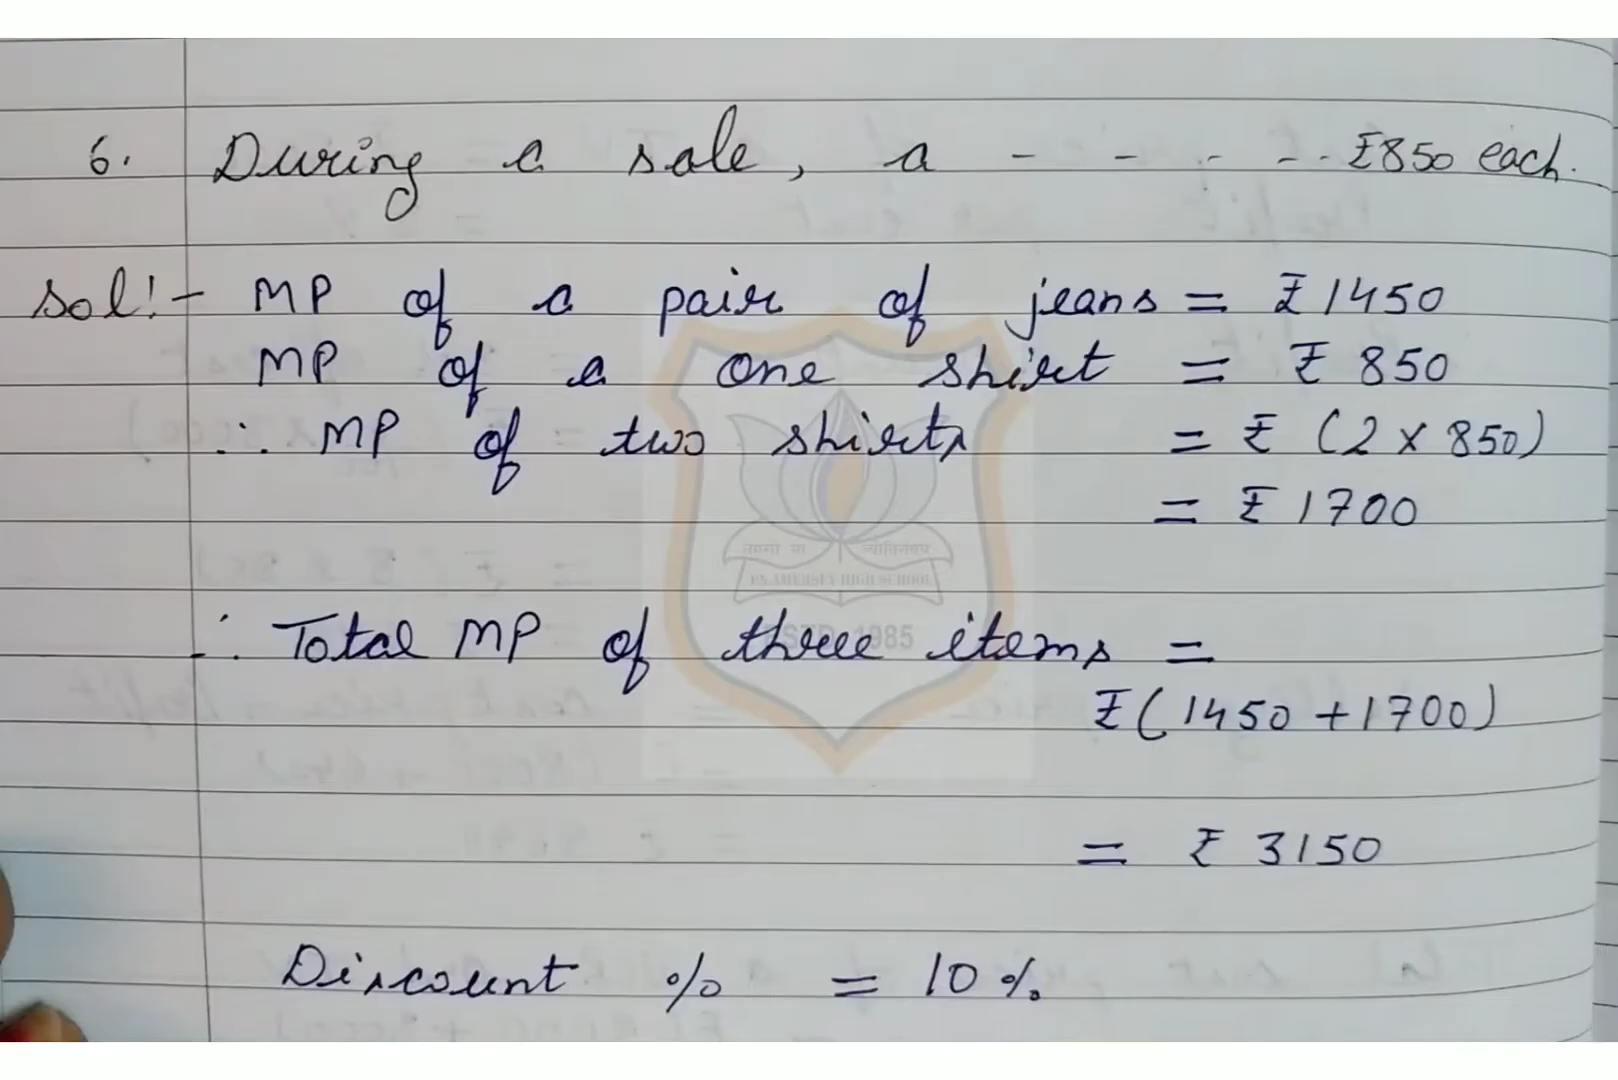 6. During a sale, a - - - - - ₹850 each.
Sol:- MP of a pair of jeans = ₹1450
MP of a one shirt = ₹ 850
∴ MP of two shirts = ₹ (2 × 850)
= ₹ 1700
∴ Total MP of three items =
₹(1450 + 1700)
= ₹ 3150
Discount % = 10%